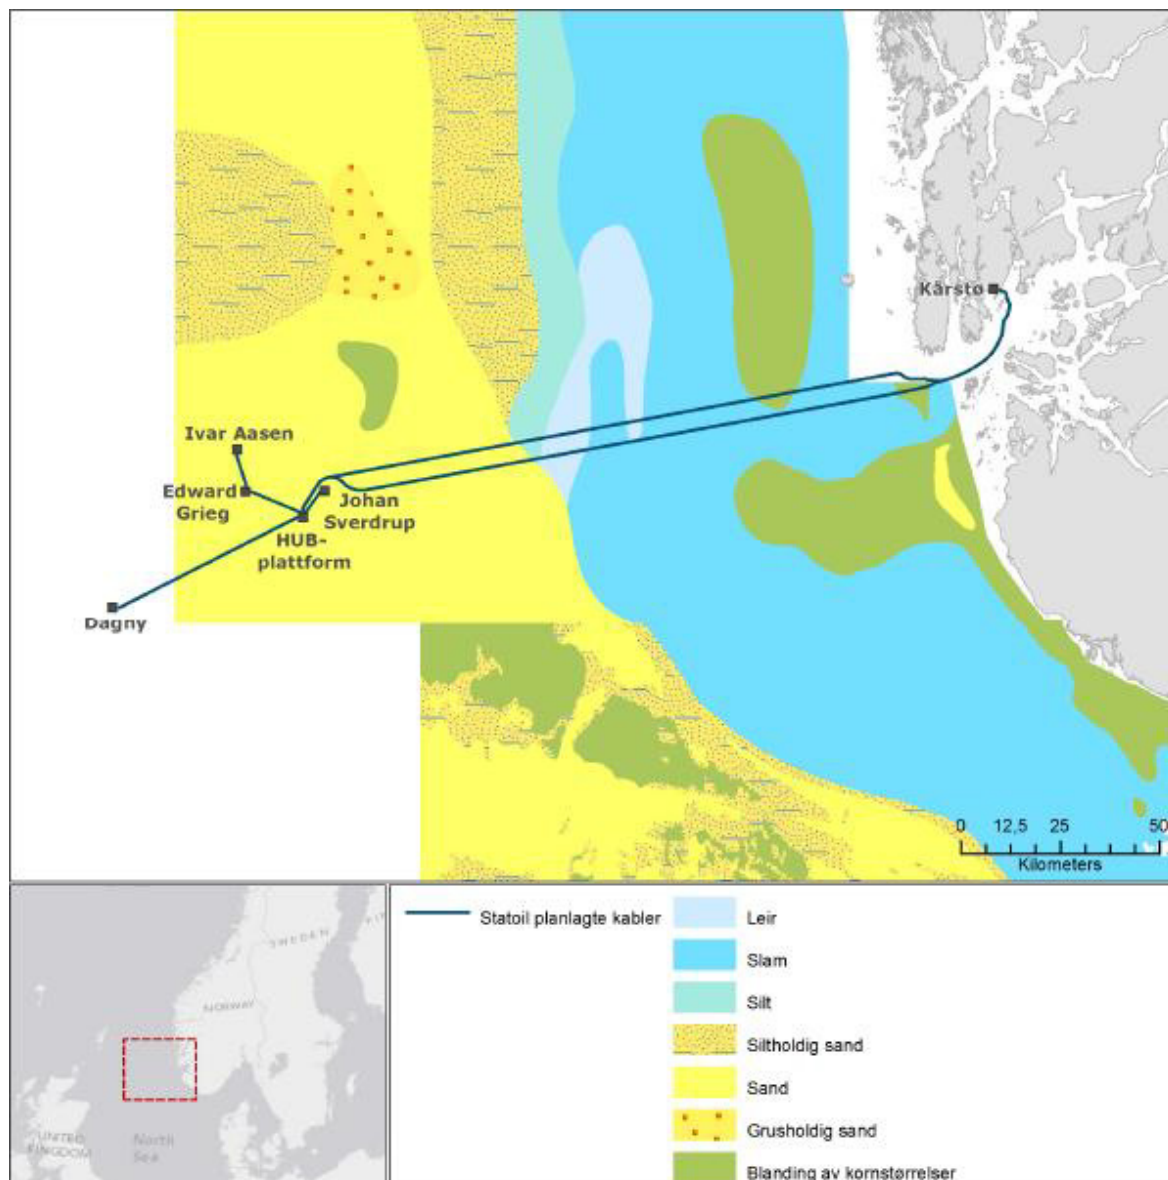 Kårstø
Ivar Aasen
Edward
Grieg
Johan
Sverdrup
HUB-
plattform
Dagny
0 12,5 25 50
Kilometers
Statoil planlagte kabler
Leir
Slam
Silt
Siltholdig sand
Sand
Grusholdig sand
Blanding av kornstørrelser
SWEDEN
NORWAY
UNITED
KINGDOM
North
Sea